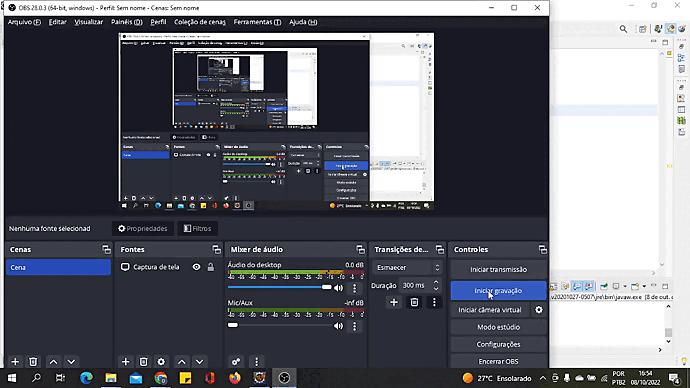 OBS 28.0.3 (64-bit, windows) - Perfil: Sem nome - Cenas: Sem nome
Arquivo (F) Editar Visualizar Painéis (D) Perfil Coleção de cenas Ferramentas (T) Ajuda (H)
Nenhuma fonte selecionad Propriedades Filtros
Cenas Fontes Mixer de áudio Transições de... Controles
Cena
Captura de tela
Áudio do desktop 0.0 dB
-60 -55 -50 -45 -40 -35 -30 -25 -20 -15 -10 -5 0
Mic/Aux -inf dB
-60 -55 -50 -45 -40 -35 -30 -25 -20 -15 -10 -5 0
Esmaecer
Duração 300 ms
Iniciar transmissão
Iniciar gravação
Iniciar câmera virtual
Modo estúdio
Configurações
Encerrar OBS
.v20201027-0507\jre\bin\javaw.exe (8 de out.
27°C Ensolarado
POR
PTB2
16:54
08/10/2022